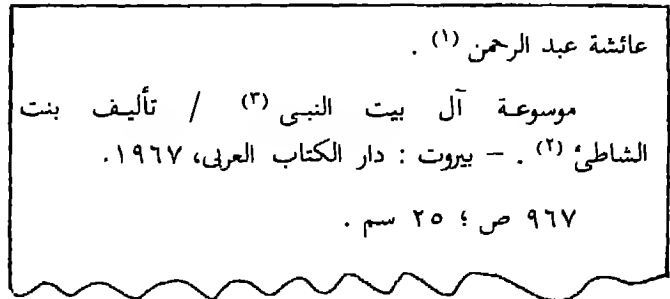 عائشة عبد الرحمن (١) .
موسوعة آل بيت النبى (٣) / تأليف بنت
الشاطئ (٢) . – بيروت : دار الكتاب العربى، ١٩٦٧.
٩٦٧ ص ؛ ٢٥ سم .